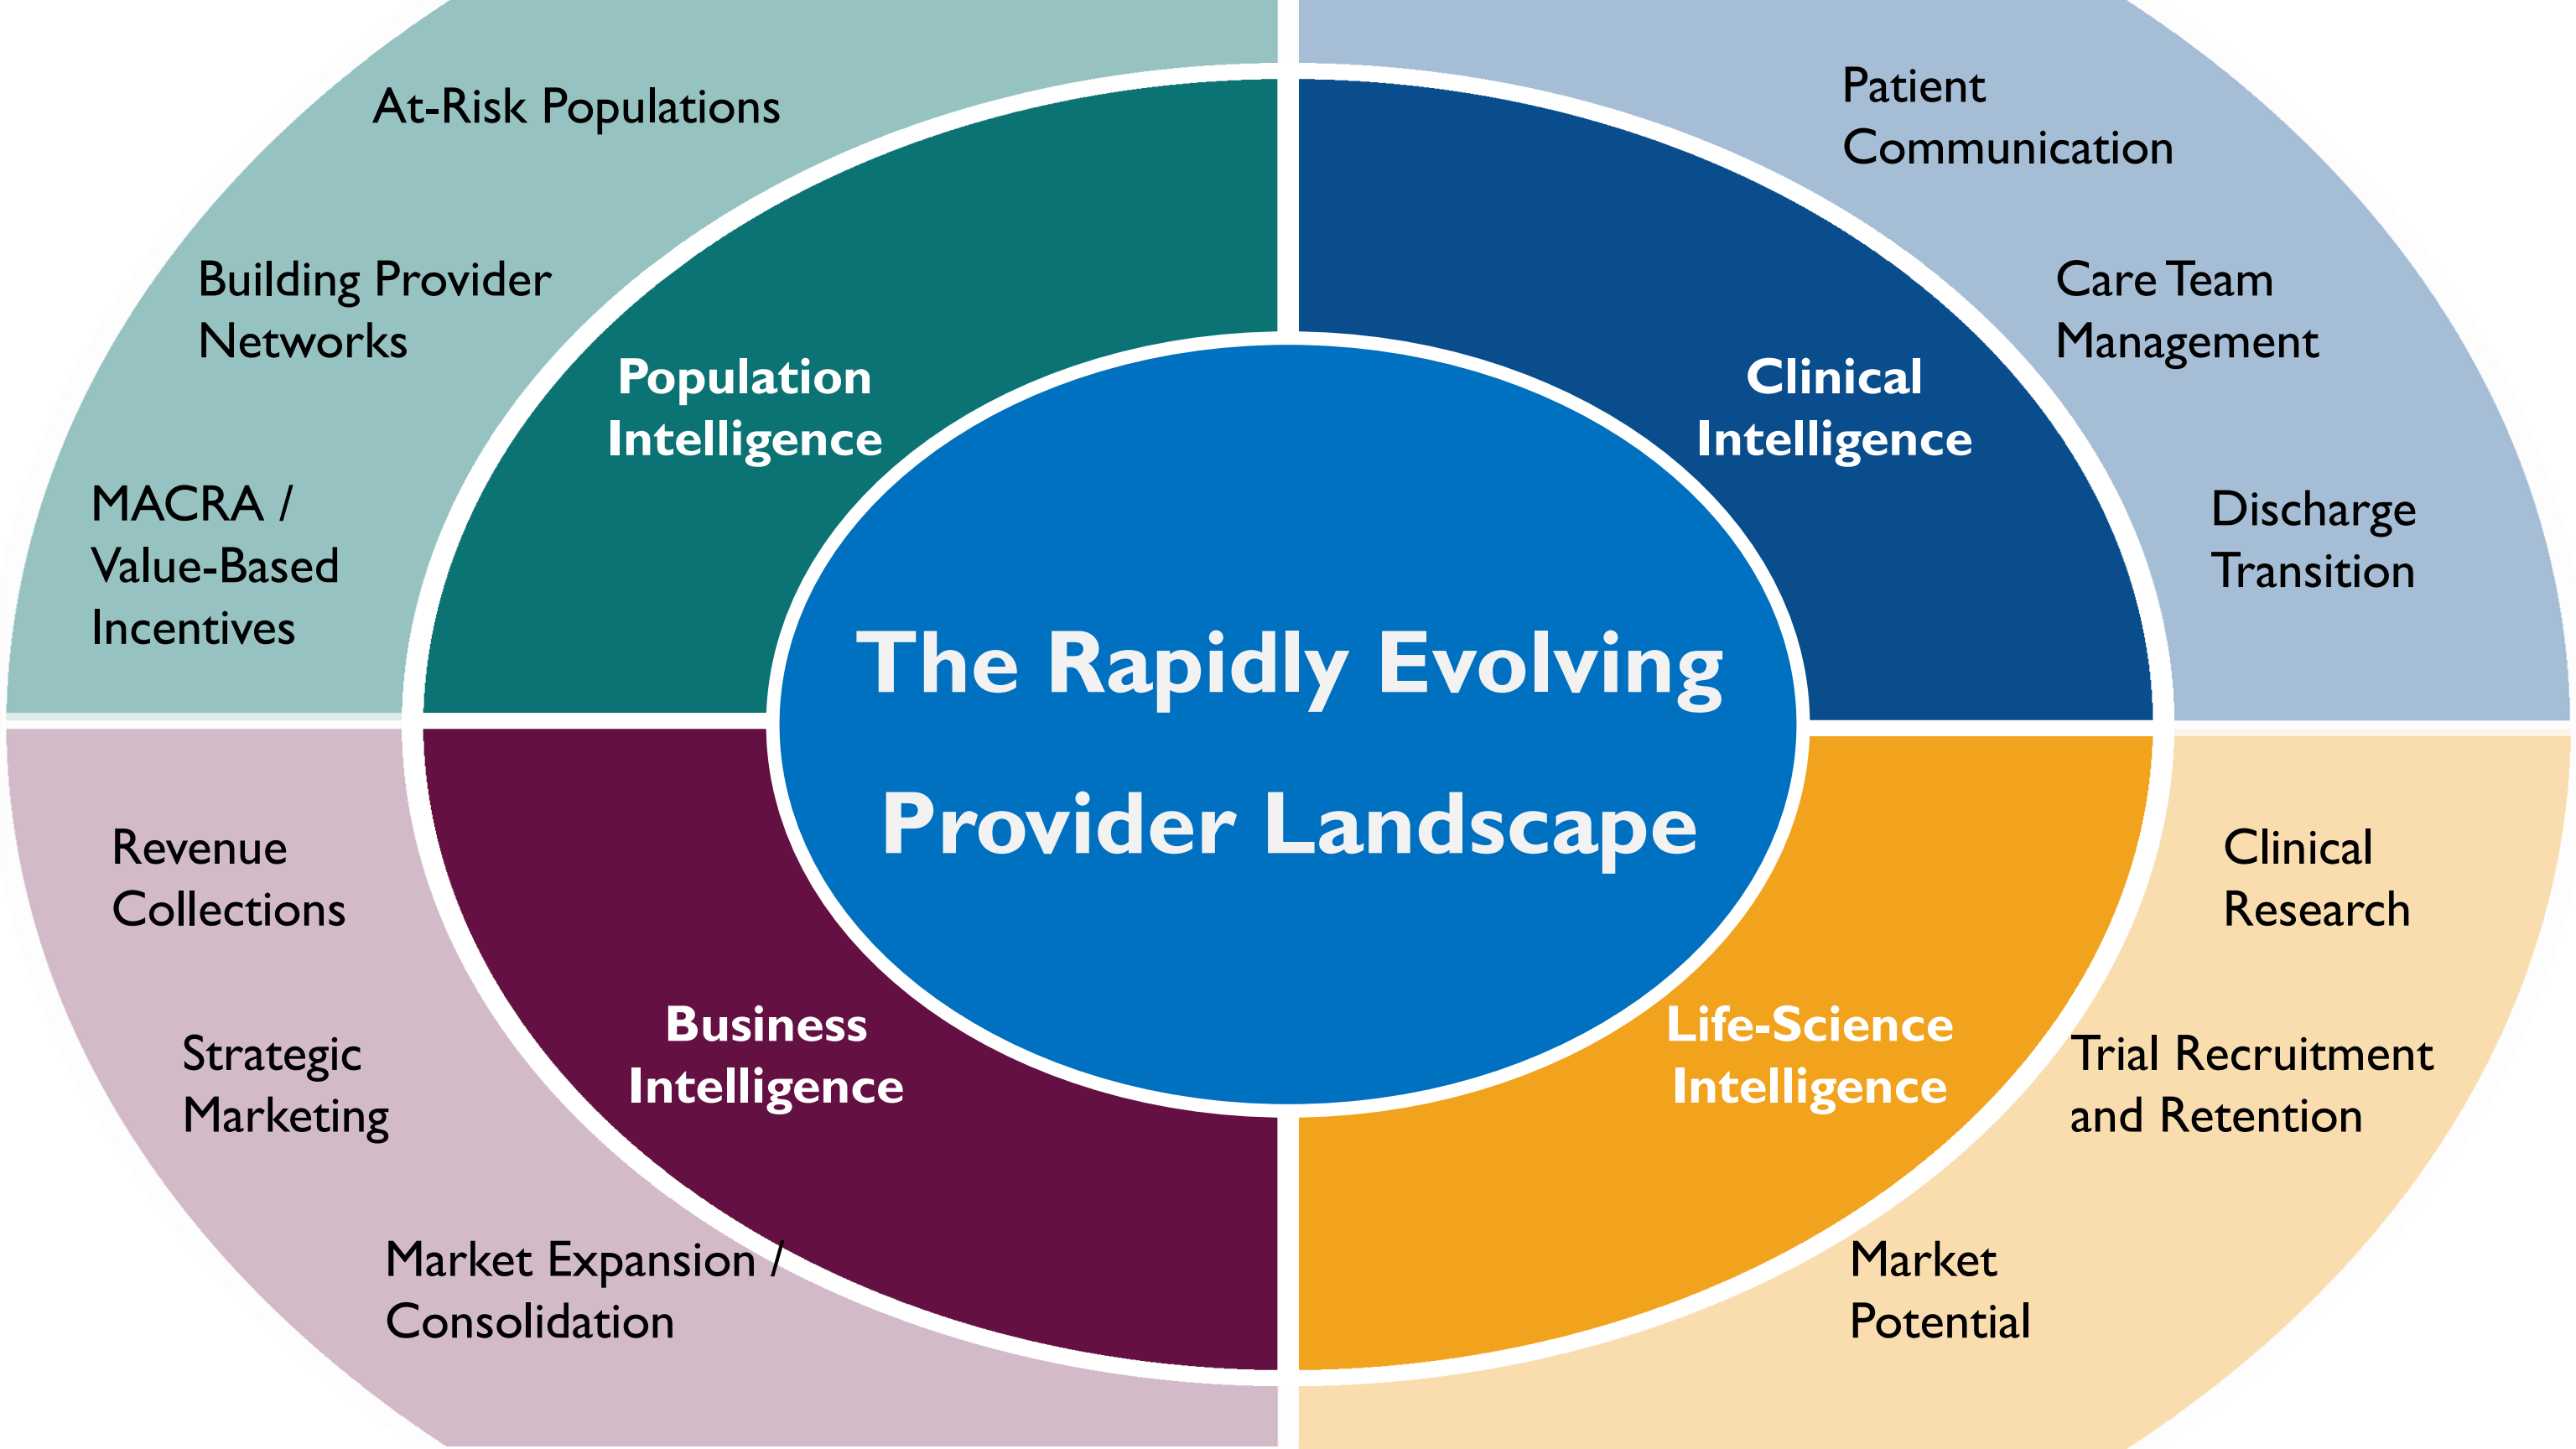 At-Risk Populations
Building Provider
Networks
MACRA /
Value-Based
Incentives
Population
Intelligence
Patient
Communication
Care Team
Management
Discharge
Transition
Clinical
Intelligence
The Rapidly Evolving
Provider Landscape
Revenue
Collections
Strategic
Marketing
Market Expansion /
Consolidation
Business
Intelligence
Life-Science
Intelligence
Clinical
Research
Trial Recruitment
and Retention
Market
Potential